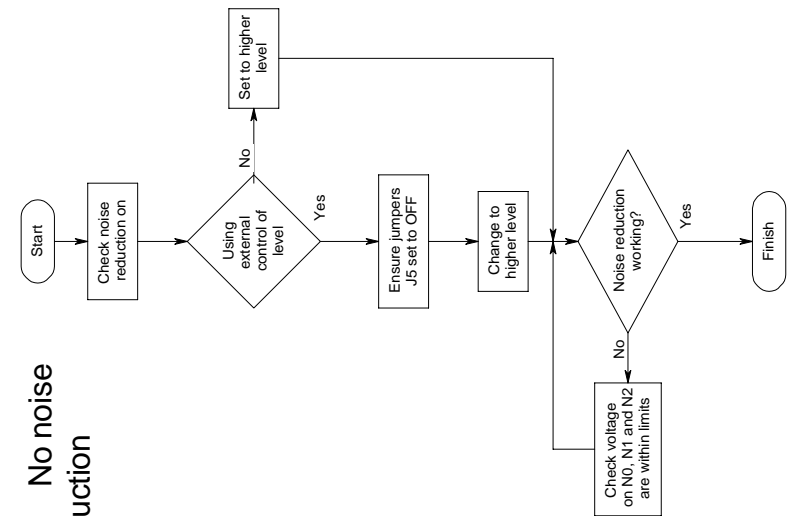 No noise
uction
Start
Check noise
reduction on
Using
external
control of
level
No
Set to higher
level
Yes
Ensure jumpers
J5 set to OFF
Change to
higher level
Noise reduction
working?
No
Check voltage
on N0, N1 and N2
are within limits
Yes
Finish